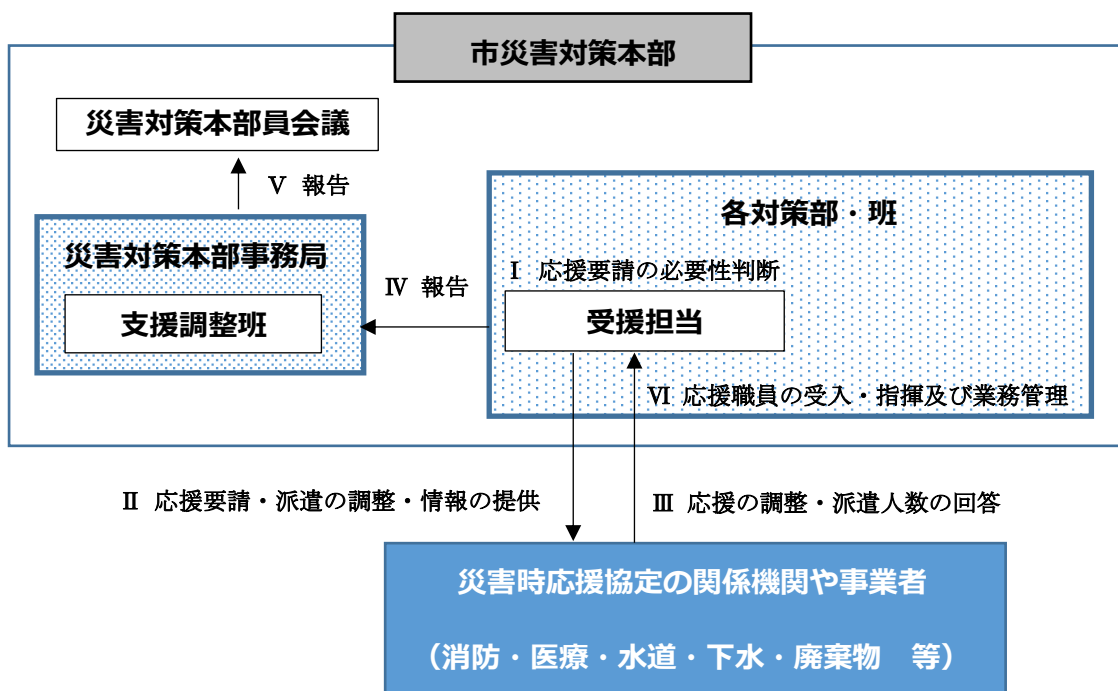 市災害対策本部
災害対策本部員会議
Ⅴ 報告
各対策部・班
災害対策本部事務局
Ⅰ 応援要請の必要性判断
Ⅳ 報告
支援調整班
受援担当
Ⅵ 応援職員の受入・指揮及び業務管理
Ⅱ 応援要請・派遣の調整・情報の提供
Ⅲ 応援の調整・派遣人数の回答
災害時応援協定の関係機関や事業者
（消防・医療・水道・下水・廃棄物　等）